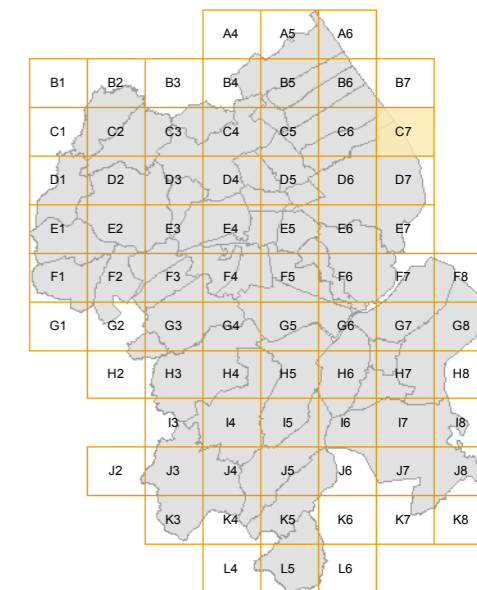 A4 A5 A6
B1 B2 B3 B4 B5 B6 B7
C1 C2 C3 C4 C5 C6 C7
D1 D2 D3 D4 D5 D6 D7
E1 E2 E3 E4 E5 E6 E7
F1 F2 F3 F4 F5 F6 F7 F8
G1 G2 G3 G4 G5 G6 G7 G8
H2 H3 H4 H5 H6 H7 H8
I3 I4 I5 I6 I7 I8
J2 J3 J4 J5 J6 J7 J8
K3 K4 K5 K6 K7 K8
L4 L5 L6